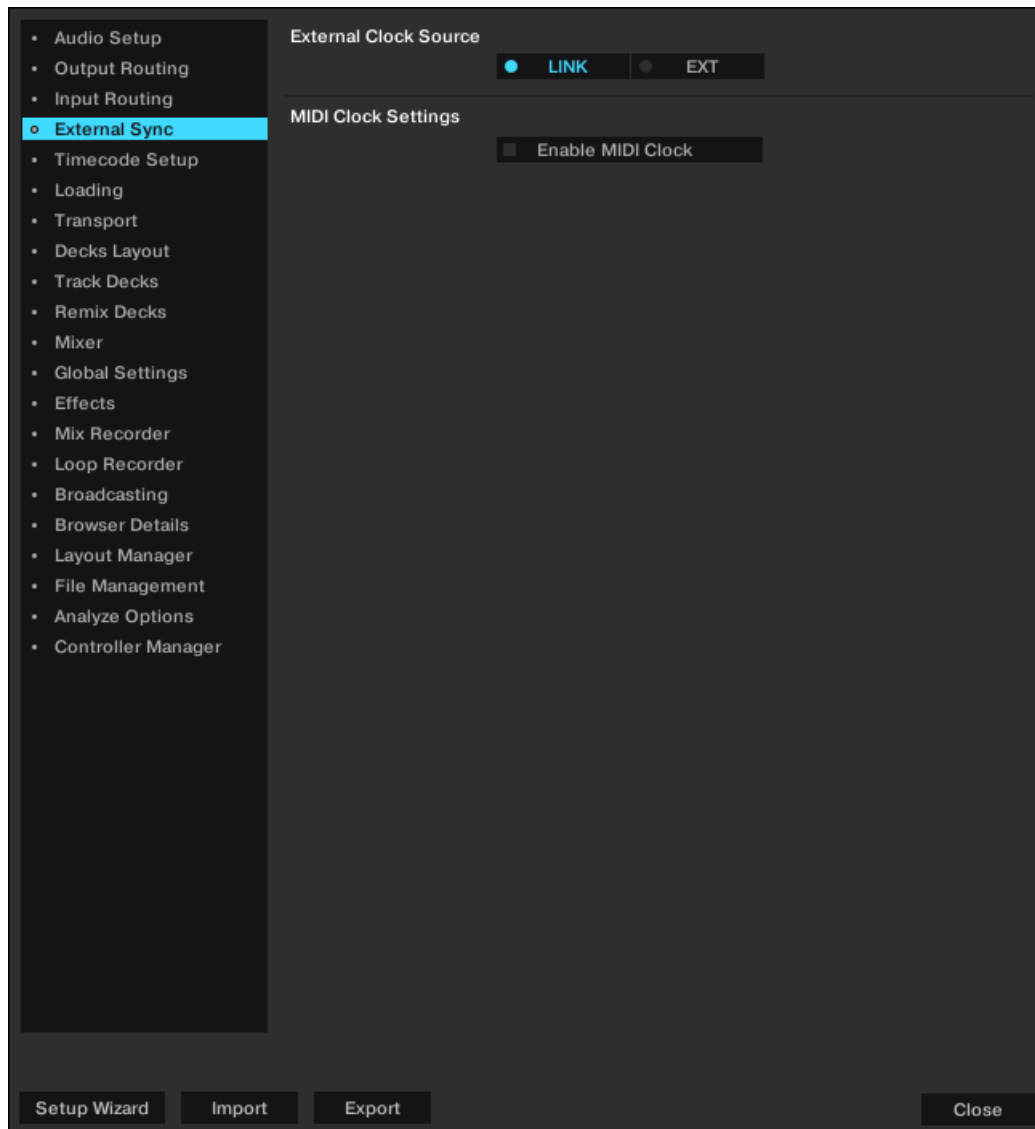 Audio Setup
Output Routing
Input Routing
External Sync
Timecode Setup
Loading
Transport
Decks Layout
Track Decks
Remix Decks
Mixer
Global Settings
Effects
Mix Recorder
Loop Recorder
Broadcasting
Browser Details
Layout Manager
File Management
Analyze Options
Controller Manager
External Clock Source
LINK EXT
MIDI Clock Settings
Enable MIDI Clock
Setup Wizard Import Export Close